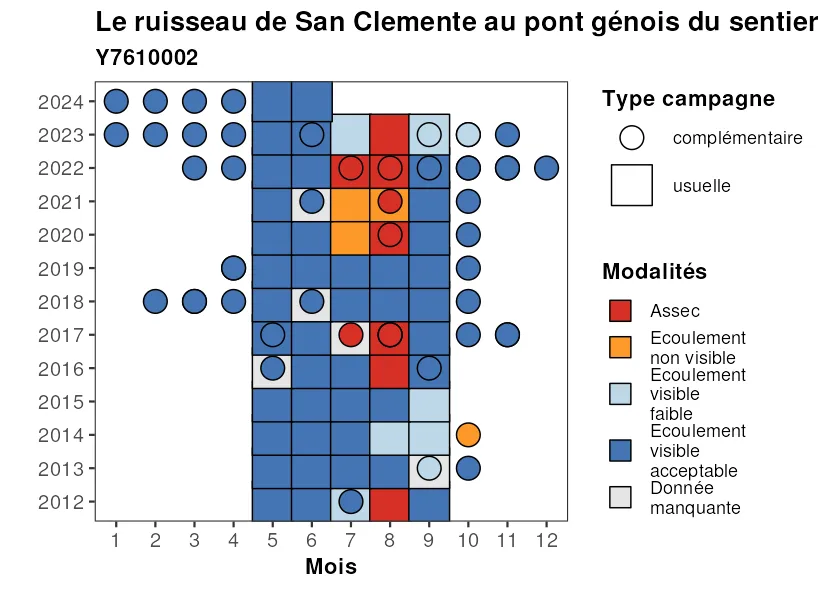 Le ruisseau de San Clemente au pont génois du sentier
Y7610002
2024
2023
2022
2021
2020
2019
2018
2017
2016
2015
2014
2013
2012
1 2 3 4 5 6 7 8 9 10 11 12
Mois
Type campagne
complémentaire
usuelle
Modalités
Assec
Ecoulement
non visible
Ecoulement
visible
faible
Ecoulement
visible
acceptable
Donnée
manquante